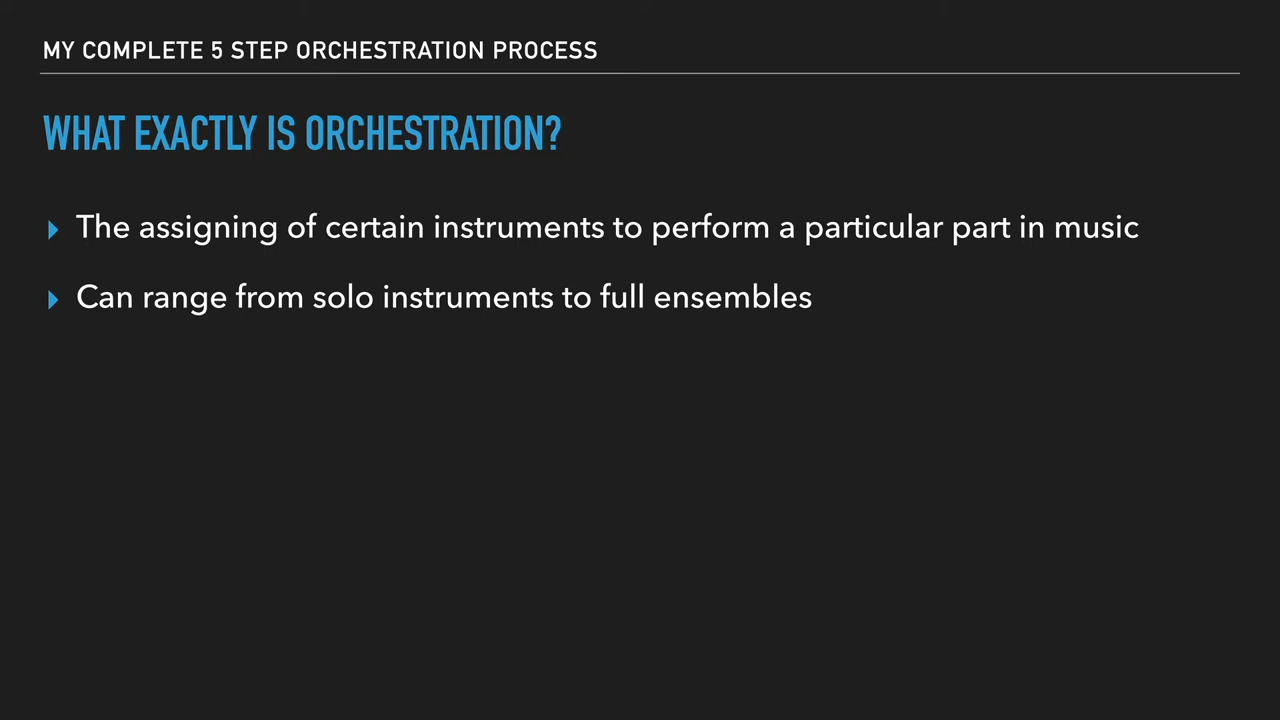 MY COMPLETE 5 STEP ORCHESTRATION PROCESS
WHAT EXACTLY IS ORCHESTRATION?
The assigning of certain instruments to perform a particular part in music
Can range from solo instruments to full ensembles